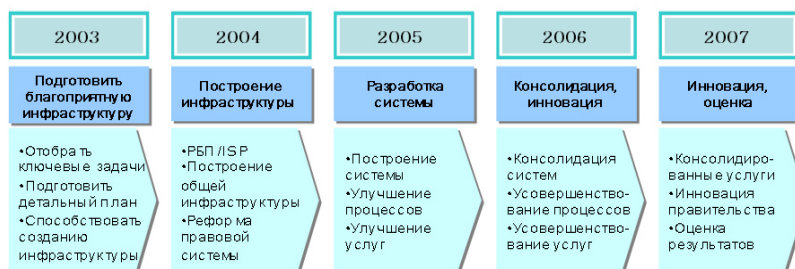 2003
Подготовить
благоприятную
инфраструктуру
•Отобрать
ключевые задачи
•Подготовить
детальный план
•Способствовать
созданию
инфраструктуры
2004
Построение
инфраструктуры
•РБП/ISP
•Построение
общей
инфраструктуры
•Реформа
правовой
системы
2005
Разработка
системы
•Построение
системы
•Улучшение
процессов
•Улучшение
услуг
2006
Консолидация,
инновация
•Консолидация
систем
•Усовершенство-
вание процессов
•Усовершенство-
вание услуг
2007
Инновация,
оценка
•Консолидиро-
ванные услуги
•Инновация
правительства
•Оценка
результатов